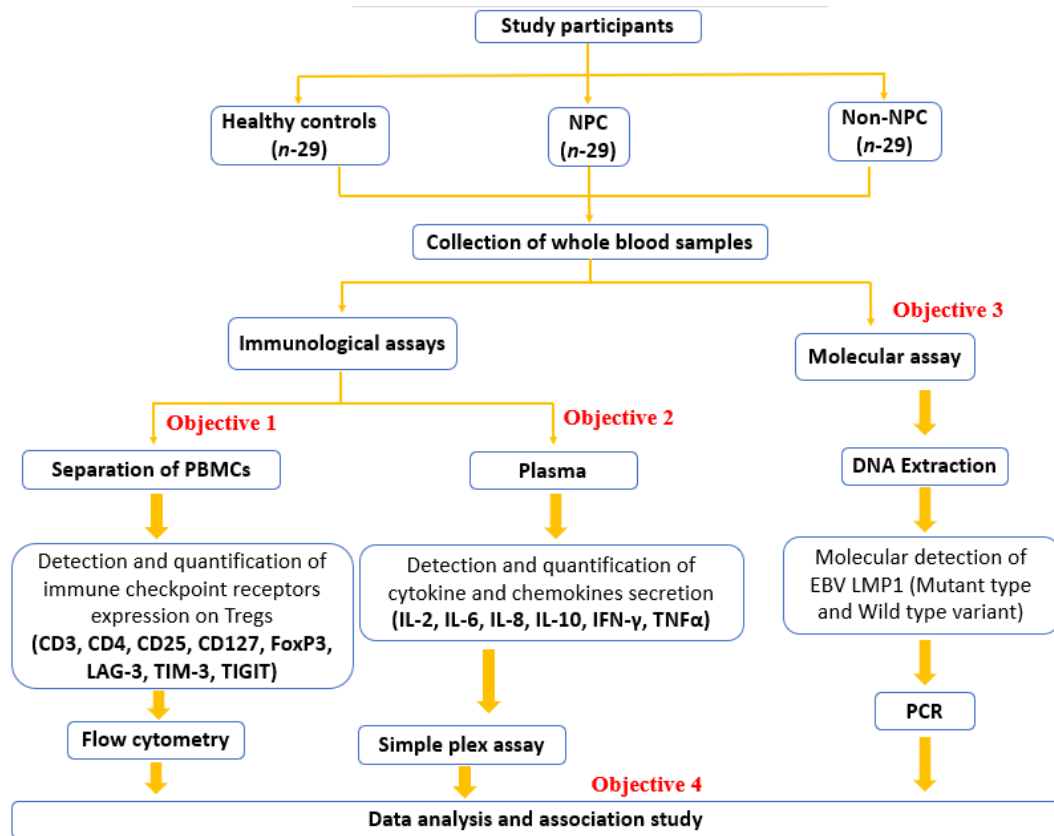 Study participants
Healthy controls
(n-29)
NPC
(n-29)
Non-NPC
(n-29)
Collection of whole blood samples
Immunological assays
Objective 3
Molecular assay
Objective 1
Separation of PBMCs
Objective 2
Plasma
DNA Extraction
Detection and quantification of
immune checkpoint receptors
expression on Tregs
(CD3, CD4, CD25, CD127, FoxP3,
LAG-3, TIM-3, TIGIT)
Detection and quantification of
cytokine and chemokines secretion
(IL-2, IL-6, IL-8, IL-10, IFN-γ, TNFα)
Molecular detection of
EBV LMP1 (Mutant type
and Wild type variant)
Flow cytometry
Simple plex assay
PCR
Objective 4
Data analysis and association study